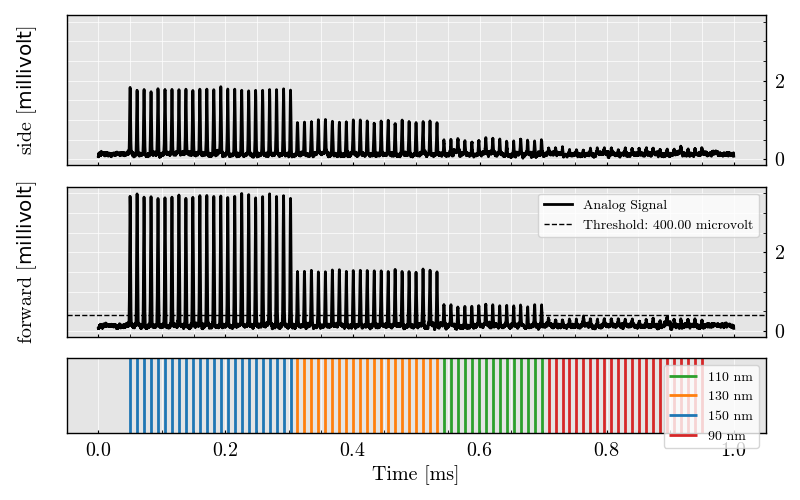 side [millivolt]
2
0
forward [millivolt]
Analog Signal
Threshold: 400.00 microvolt
2
0
110 nm
130 nm
150 nm
90 nm
0.0 0.2 0.4 0.6 0.8 1.0
Time [ms]